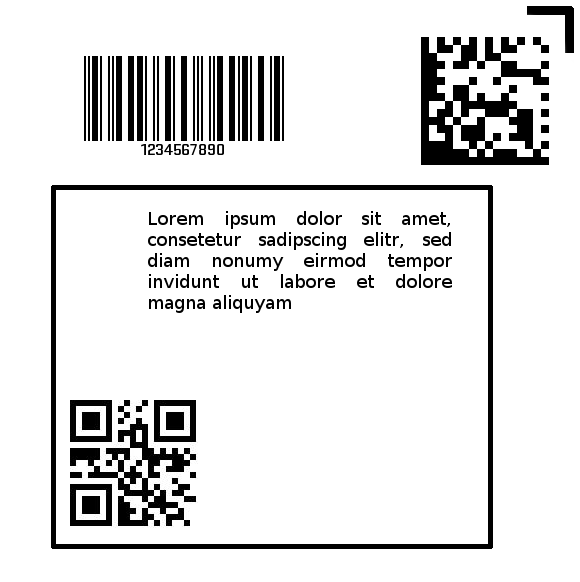 1234567890
Lorem ipsum dolor sit amet,
consetetur sadipscing elitr, sed
diam nonumy eirmod tempor
invidunt ut labore et dolore
magna aliquyam